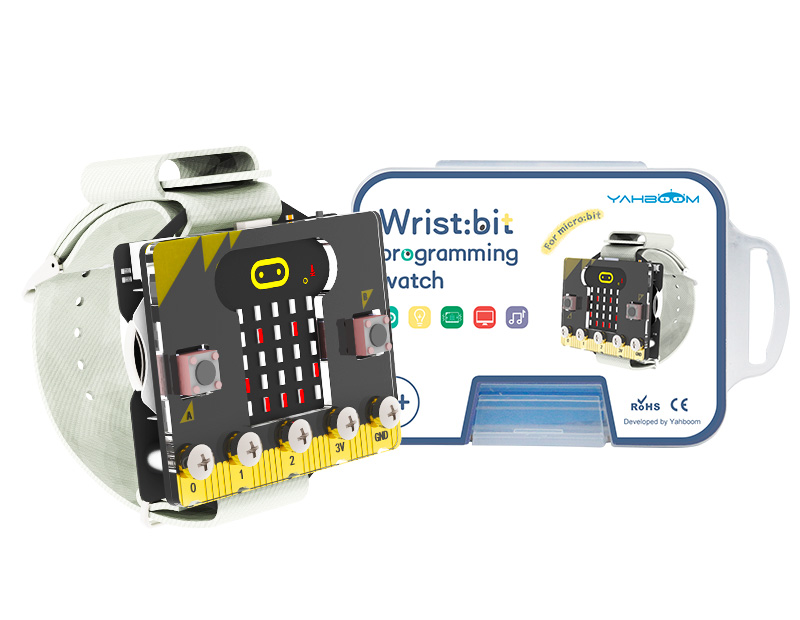 YAHBOOM
Wrist:bit
programming
watch
for micro:bit
B
A
0 1 2 3V GND
+
RoHS CE
Developed by Yahboom